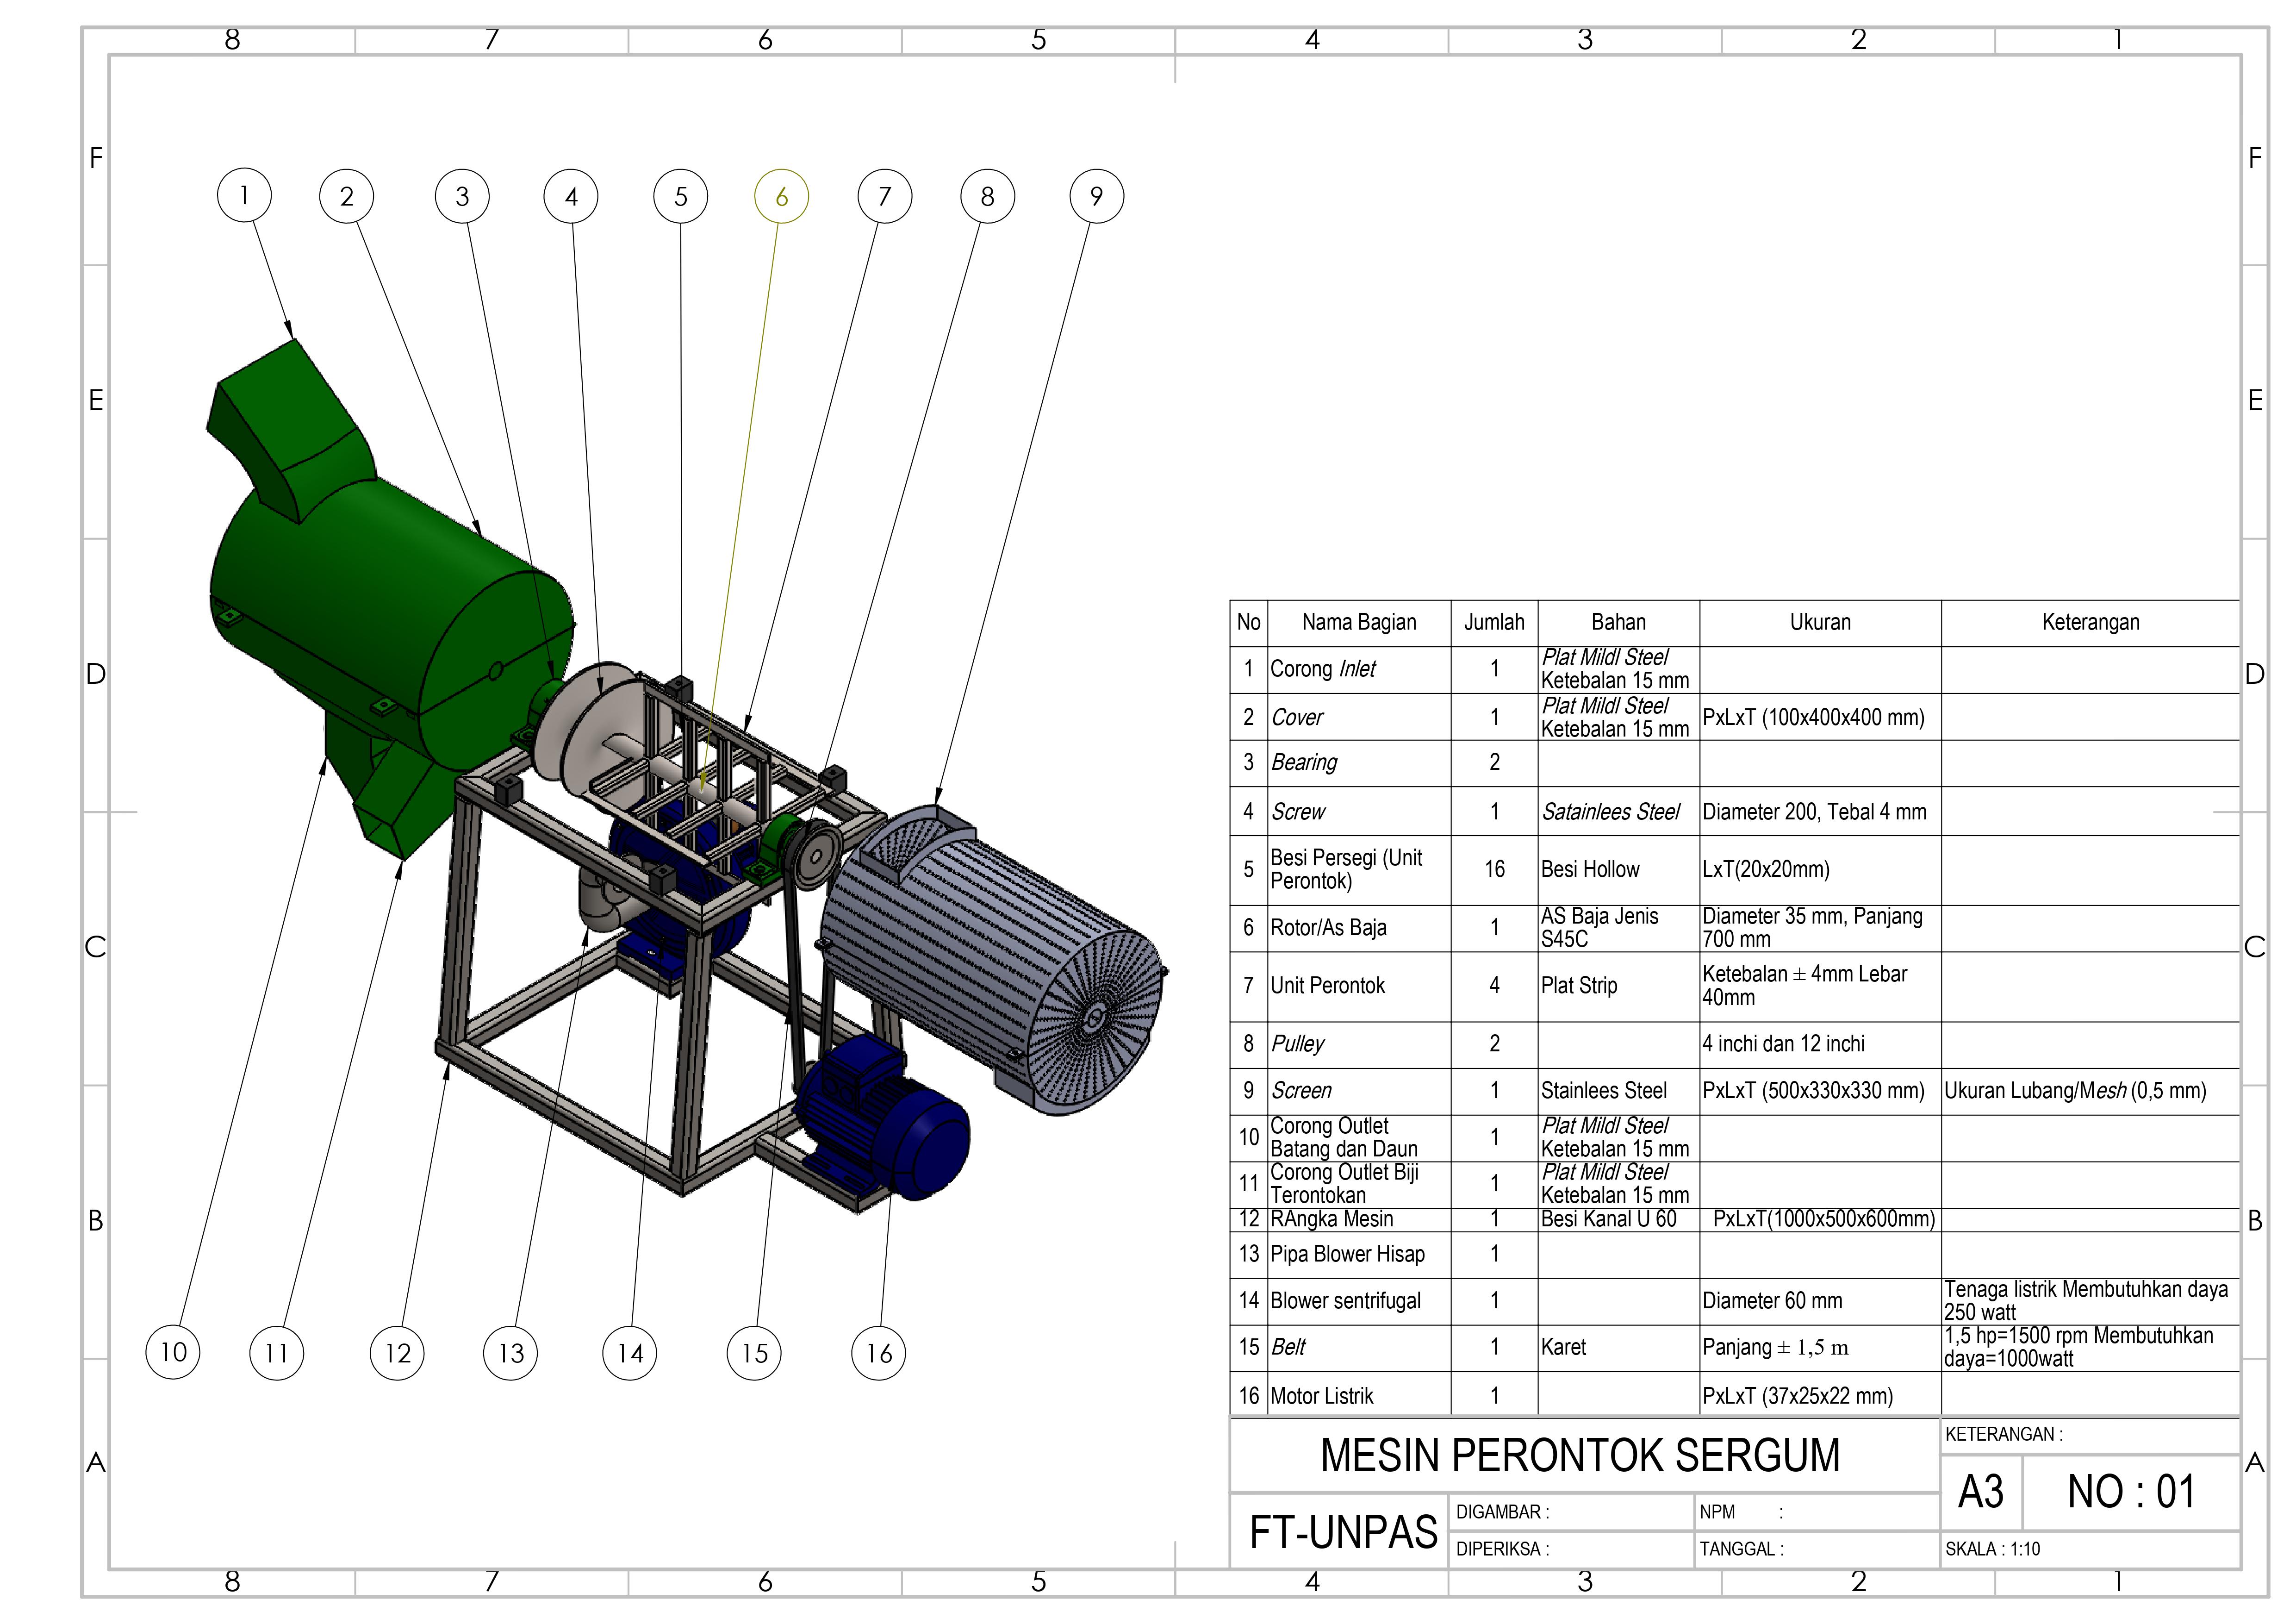 8 7 6 5 4 3 2 1
F F
1 2 3 4 5 6 7 8 9
E E
D D
No Nama Bagian Jumlah Bahan Ukuran Keterangan
1 Corong Inlet 1 Plat Mildl Steel
Ketebalan 15 mm
2 Cover 1 Plat Mildl Steel
Ketebalan 15 mm PxLxT (100x400x400 mm)
3 Bearing 2
4 Screw 1 Satainlees Steel Diameter 200, Tebal 4 mm
5 Besi Persegi (Unit
Perontok) 16 Besi Hollow LxT(20x20mm)
6 Rotor/As Baja 1 AS Baja Jenis
S45C Diameter 35 mm, Panjang
700 mm
7 Unit Perontok 4 Plat Strip Ketebalan ± 4mm Lebar
40mm
8 Pulley 2 4 inchi dan 12 inchi
9 Screen 1 Stainlees Steel PxLxT (500x330x330 mm) Ukuran Lubang/Mesh (0,5 mm)
10 Corong Outlet
Batang dan Daun 1 Plat Mildl Steel
Ketebalan 15 mm
11 Corong Outlet Biji
Terontokan 1 Plat Mildl Steel
Ketebalan 15 mm
12 RAngka Mesin 1 Besi Kanal U 60 PxLxT(1000x500x600mm)
13 Pipa Blower Hisap 1
14 Blower sentrifugal 1 Diameter 60 mm Tenaga listrik Membutuhkan daya
250 watt
15 Belt 1 Karet Panjang ± 1,5 m 1,5 hp=1500 rpm Membutuhkan
daya=1000watt
16 Motor Listrik 1 PxLxT (37x25x22 mm)
C C
B B
10 11 12 13 14 15 16
A A
MESIN PERONTOK SERGUM
KETERANGAN :
A3 NO : 01
FT-UNPAS
DIGAMBAR : NPM :
DIPERIKSA : TANGGAL : SKALA : 1:10
8 7 6 5 4 3 2 1